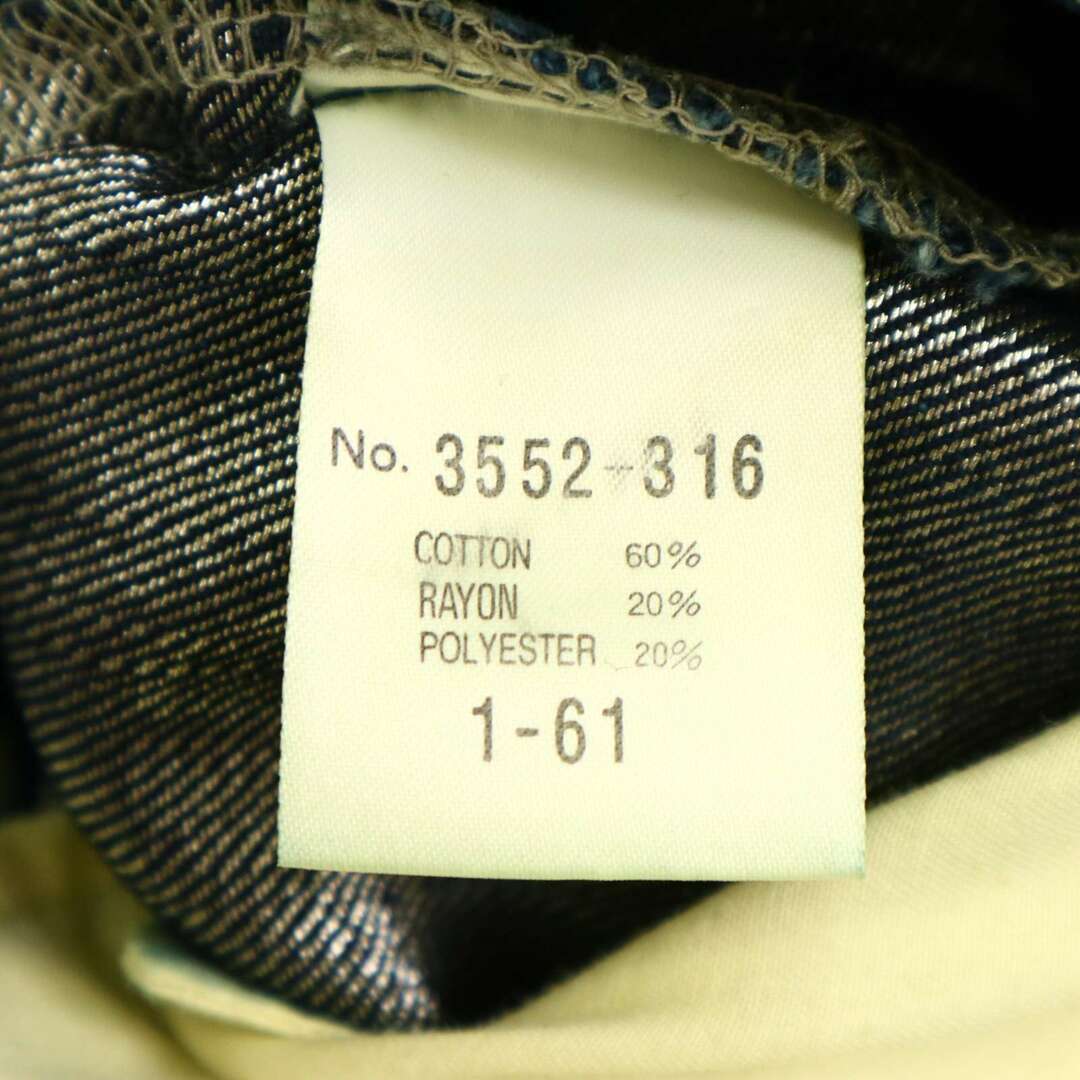 No. 3552-316
COTTON 60%
RAYON 20%
POLYESTER 20%
1-61